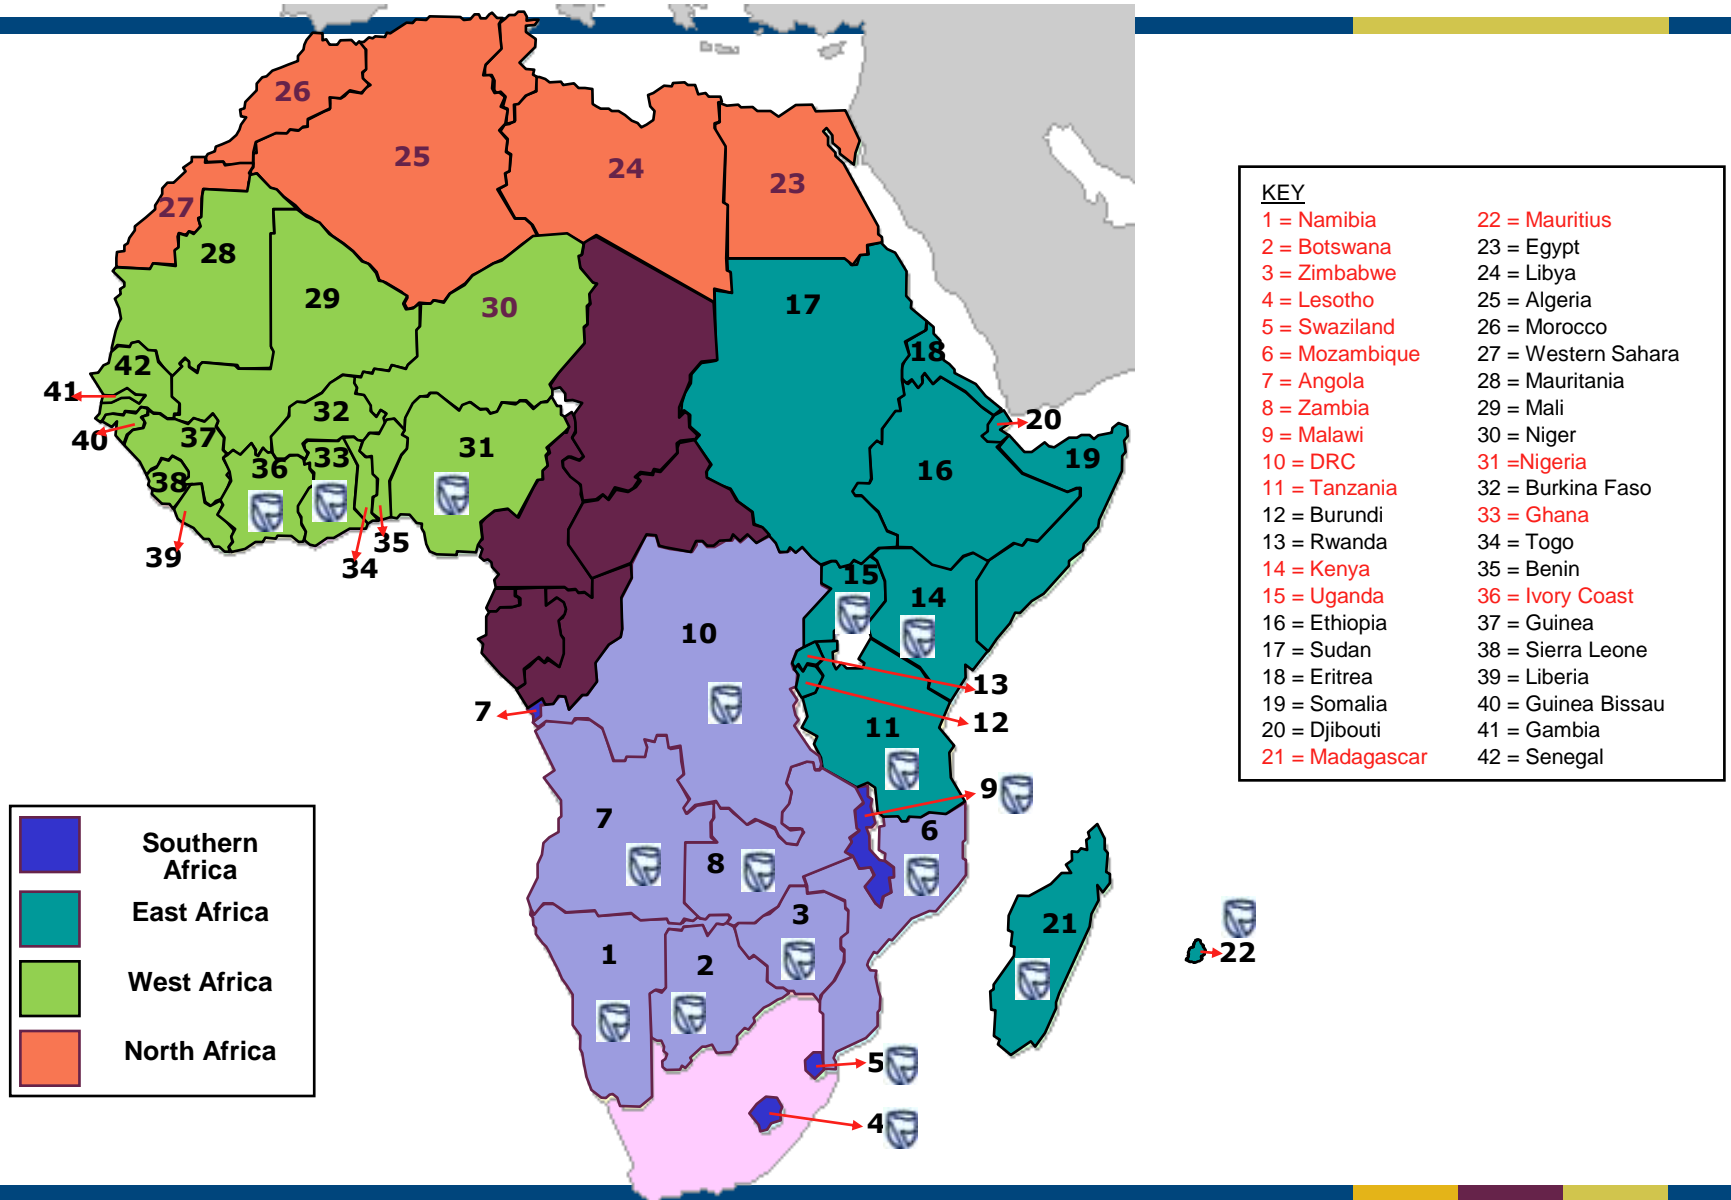 26
25
24
23
27
28
29
30
17
42
18
41
32
20
40
37
36
33
31
16
19
38
39
34
35
15
14
10
13
7
12
11
9
7
8
6
3
21
1
2
22
5
4
KEY
1 = Namibia
2 = Botswana
3 = Zimbabwe
4 = Lesotho
5 = Swaziland
6 = Mozambique
7 = Angola
8 = Zambia
9 = Malawi
10 = DRC
11 = Tanzania
12 = Burundi
13 = Rwanda
14 = Kenya
15 = Uganda
16 = Ethiopia
17 = Sudan
18 = Eritrea
19 = Somalia
20 = Djibouti
21 = Madagascar
22 = Mauritius
23 = Egypt
24 = Libya
25 = Algeria
26 = Morocco
27 = Western Sahara
28 = Mauritania
29 = Mali
30 = Niger
31 =Nigeria
32 = Burkina Faso
33 = Ghana
34 = Togo
35 = Benin
36 = Ivory Coast
37 = Guinea
38 = Sierra Leone
39 = Liberia
40 = Guinea Bissau
41 = Gambia
42 = Senegal
Southern
Africa
East Africa
West Africa
North Africa